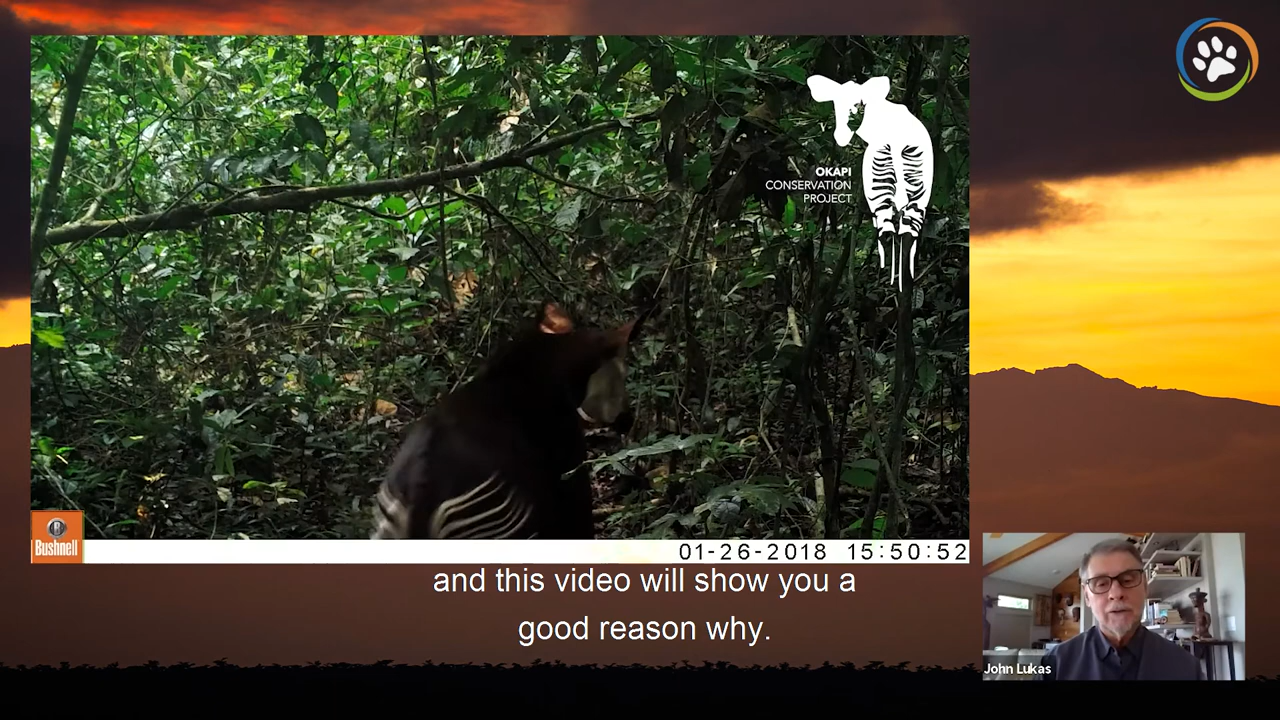 OKAPI
CONSERVATION
PROJECT
Bushnell
01-26-2018 15:50:52
and this video will show you a
good reason why.
John Lukas